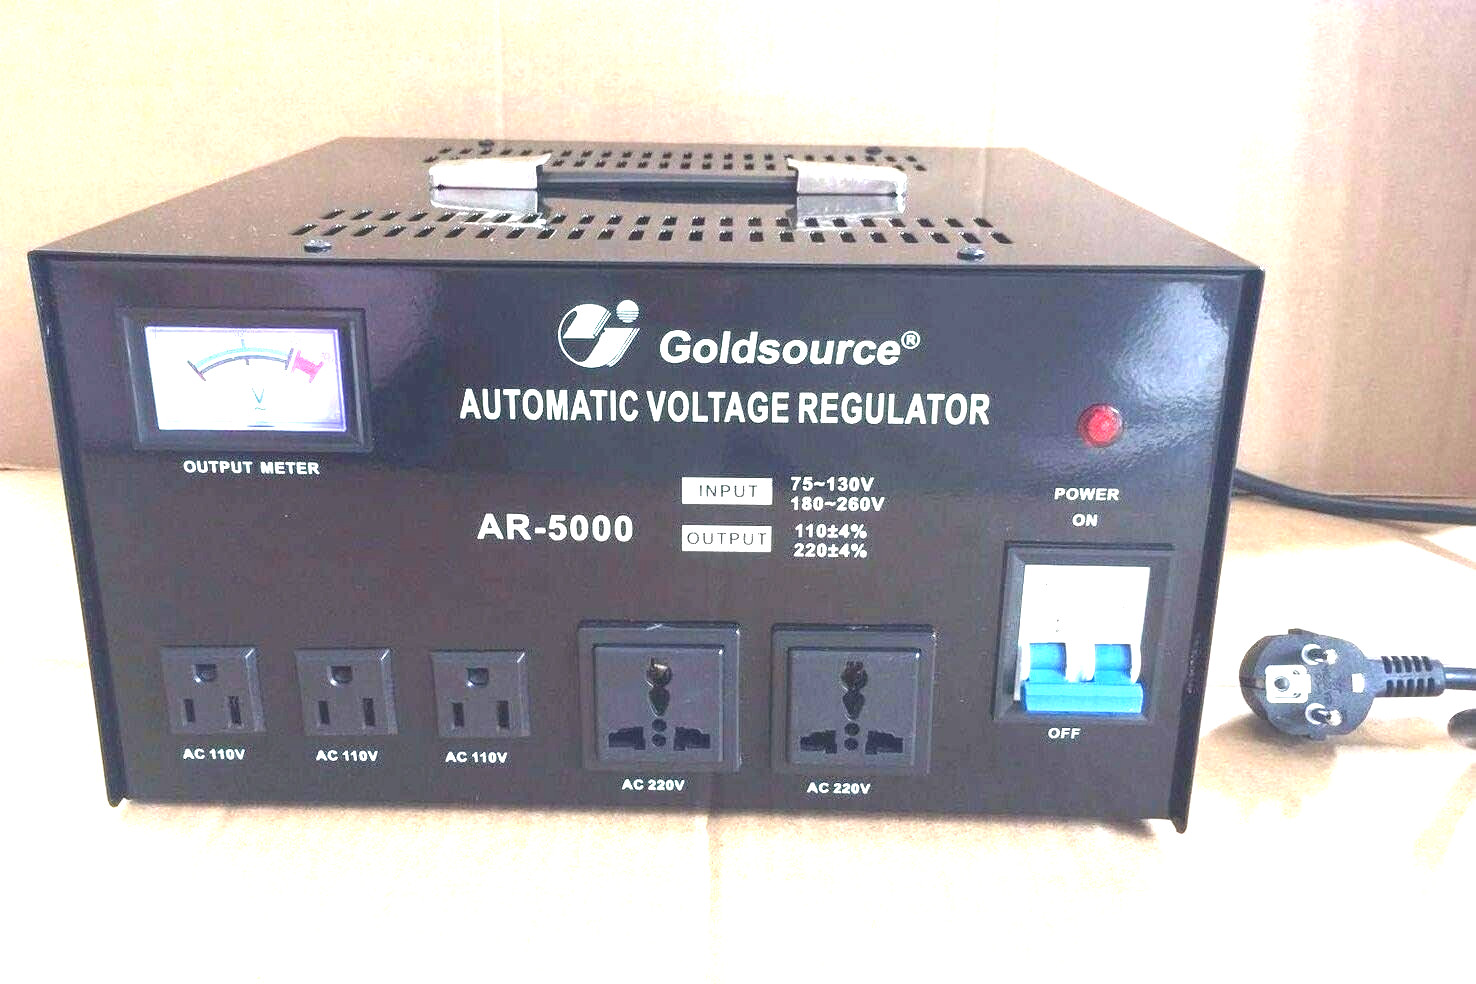 Goldsource®
AUTOMATIC VOLTAGE REGULATOR
V
OUTPUT METER
INPUT 75~130V
180~260V
AR-5000
OUTPUT 110±4%
220±4%
POWER
ON
OFF
AC 110V
AC 110V
AC 110V
AC 220V
AC 220V